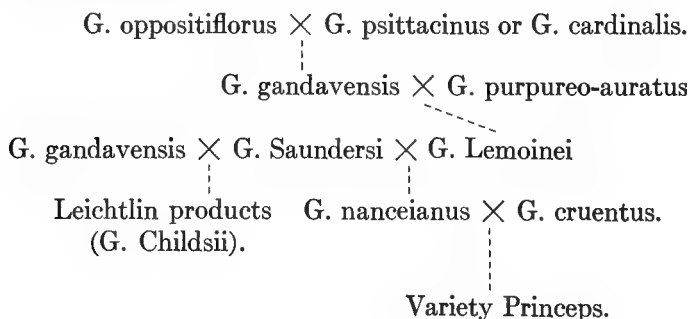 G. oppositiflorus × G. psittacinus or G. cardinalis.
G. gandavensis × G. purpureo-auratus
G. gandavensis × G. Saundersi × G. Lemoinei
Leichtlin products G. nanceianus × G. cruentus.
(G. Childsii).
Variety Princeps.